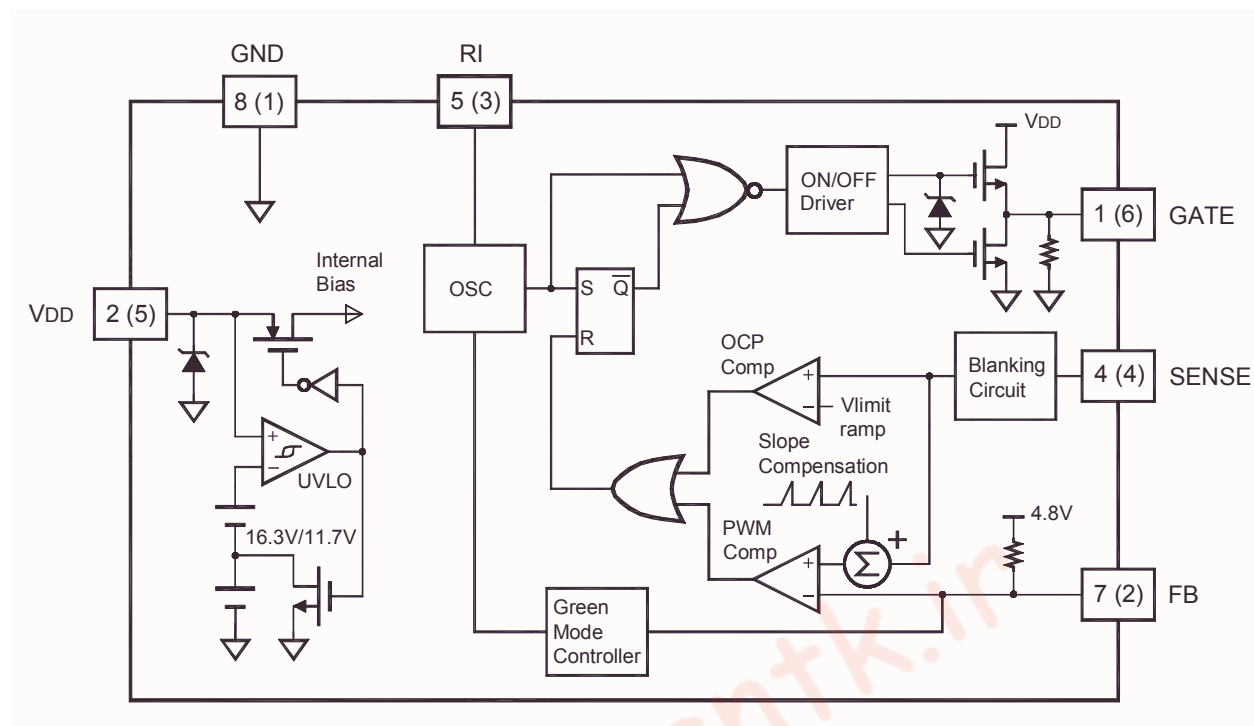 GND
RI
8 (1)
5 (3)
VDD
ON/OFF
Driver
1 (6)
GATE
Internal
Bias
OSC
S
Q
R
VDD
2 (5)
OCP
Comp
+
−
Vlimit
ramp
Blanking
Circuit
4 (4)
SENSE
Slope
Compensation
+
−
UVLO
16.3V/11.7V
PWM
Comp
+
−
+
Σ
4.8V
7 (2)
FB
Green
Mode
Controller